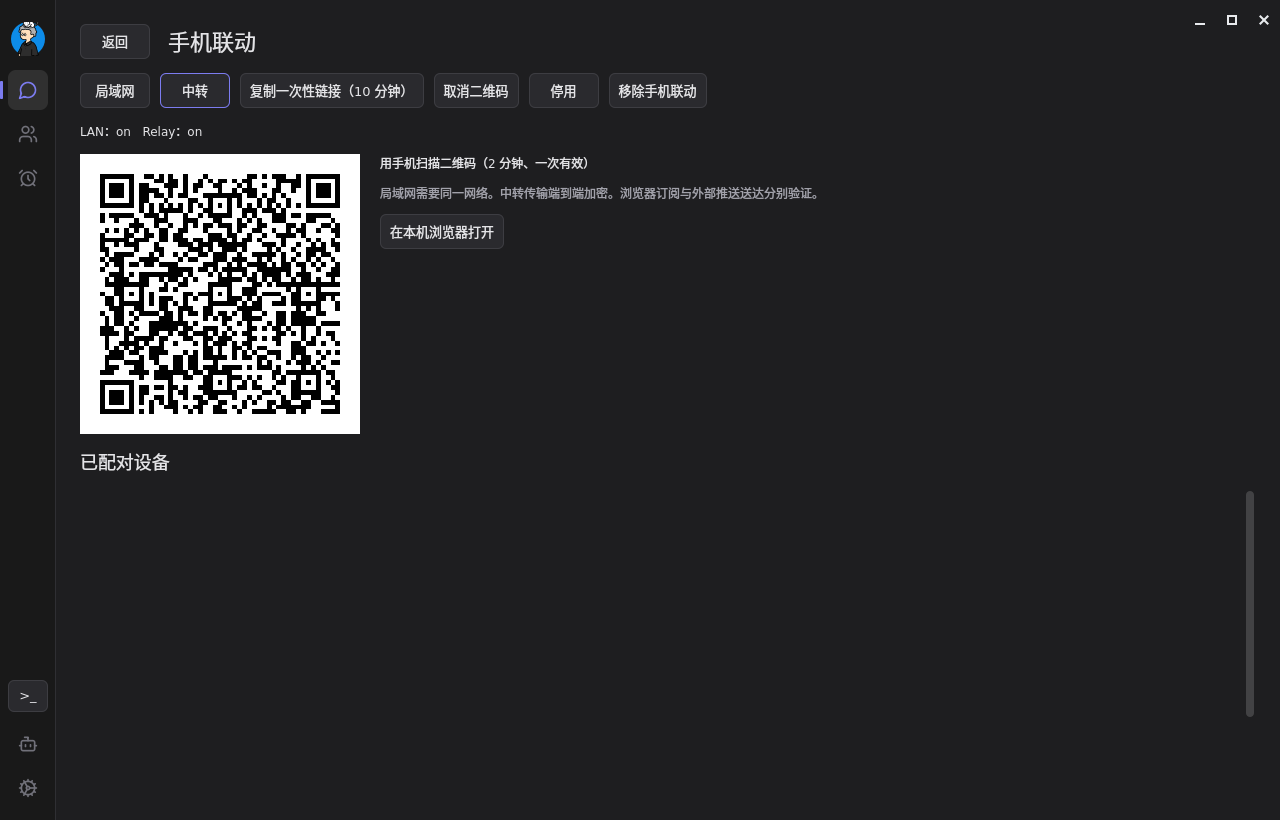 返回 手机联动
局域网 中转 复制一次性链接（10 分钟） 取消二维码 停用 移除手机联动
LAN：on Relay：on
用手机扫描二维码（2 分钟、一次有效）
局域网需要同一网络。中转传输端到端加密。浏览器订阅与外部推送送达分别验证。
在本机浏览器打开
已配对设备
>_